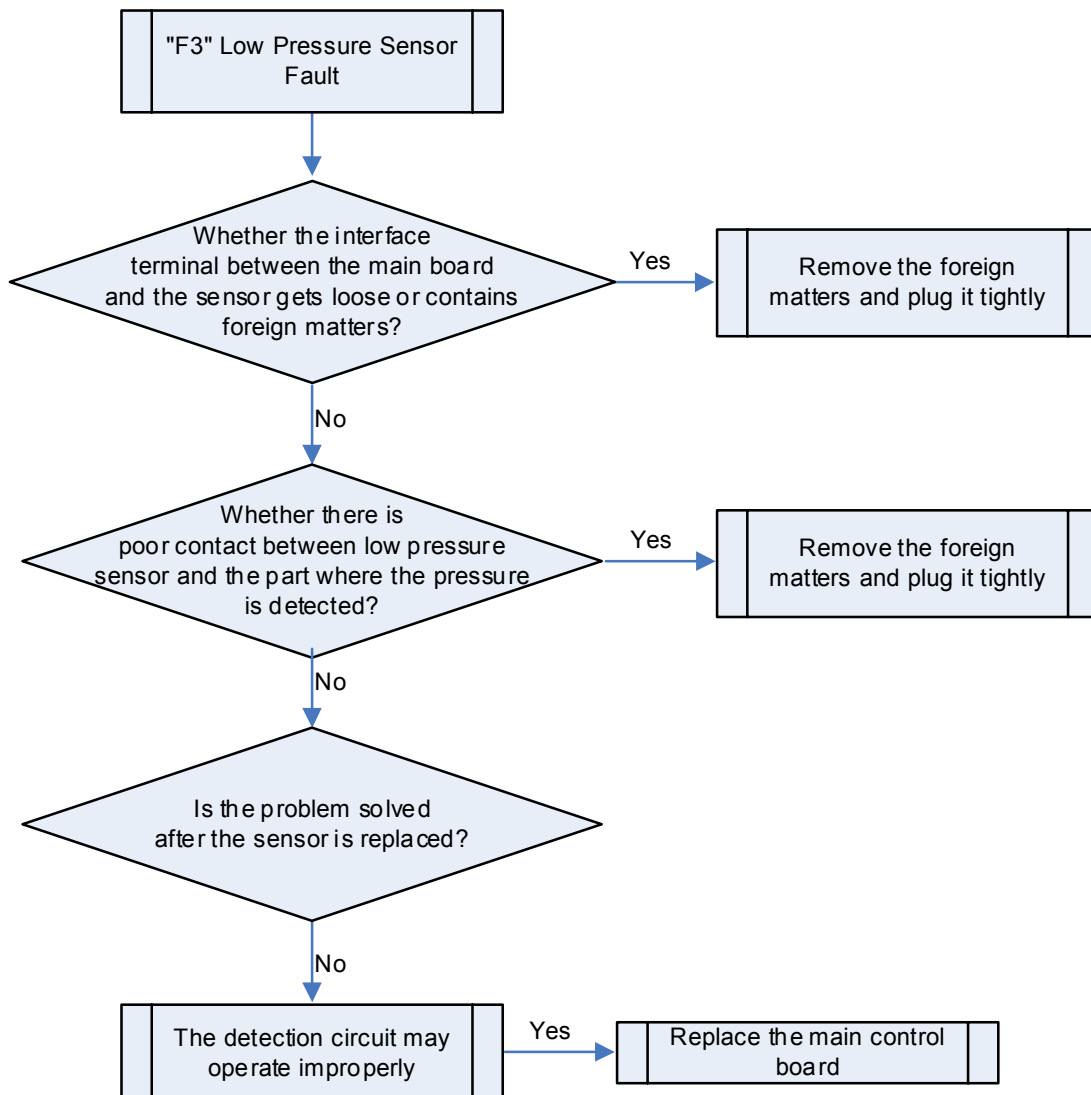 "F3" Low Pressure Sensor
Fault
Whether the interface
terminal between the main board
and the sensor gets loose or contains
foreign matters?
Yes
Remove the foreign
matters and plug it tightly
No
Whether there is
poor contact between low pressure
sensor and the part where the pressure
is detected?
Yes
Remove the foreign
matters and plug it tightly
No
Is the problem solved
after the sensor is replaced?
No
The detection circuit may
operate improperly
Yes
Replace the main control
board